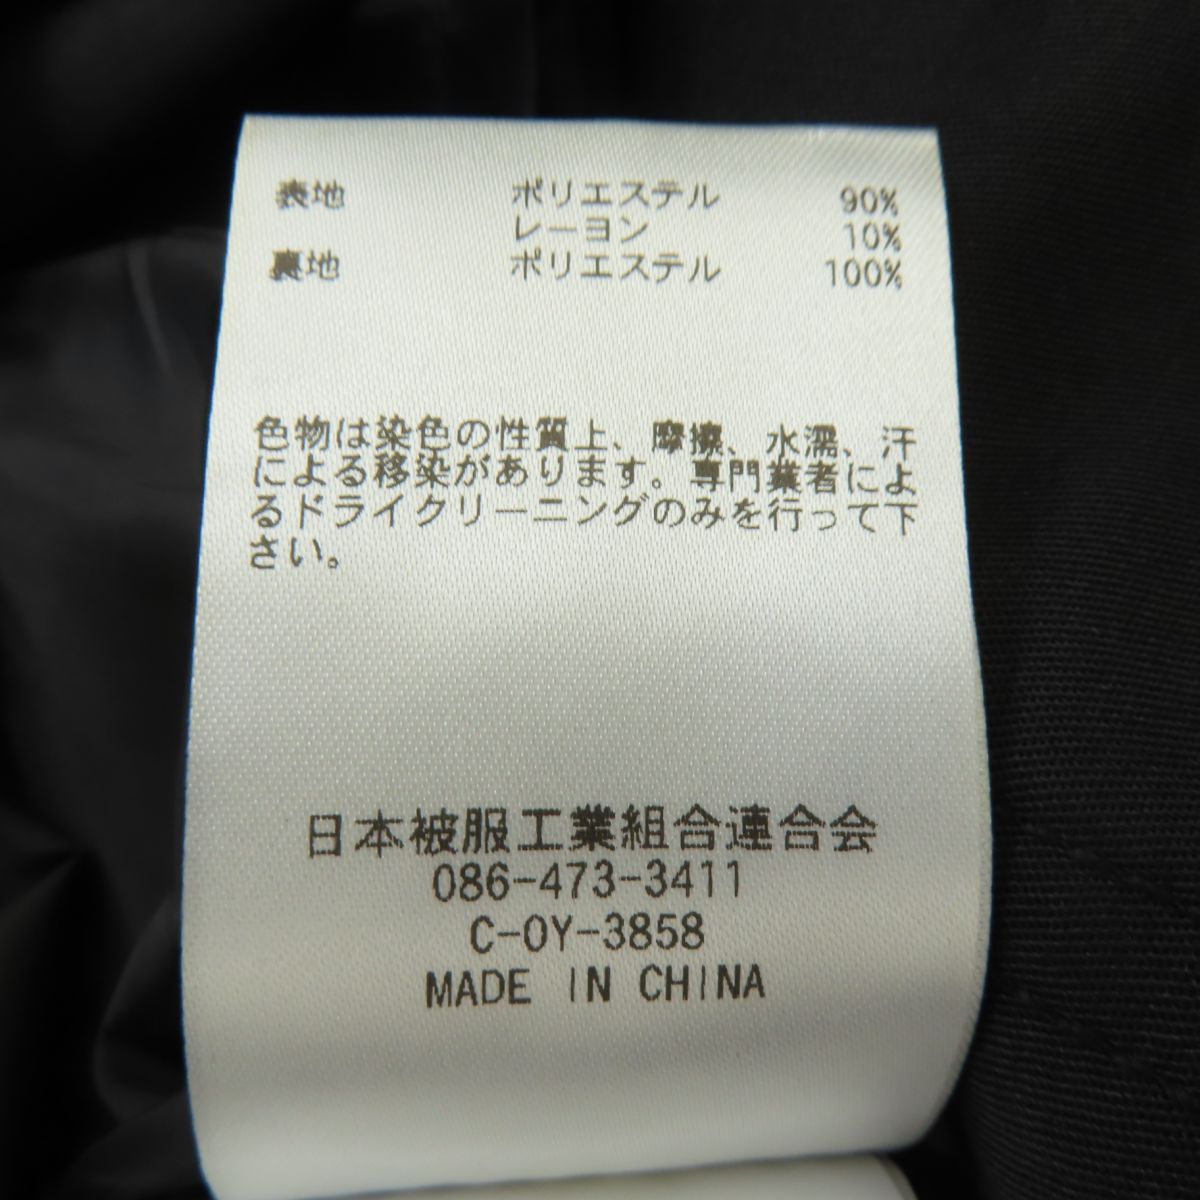 表地 ポリエステル 90%
レーヨン 10%
裏地 ポリエステル 100%
色物は染色の性質上、摩擦、水濡、汗
による移染があります。専門業者によ
るドライクリーニングのみを行って下
さい。
日本被服工業組合連合会
086-473-3411
C-0Y-3858
MADE IN CHINA